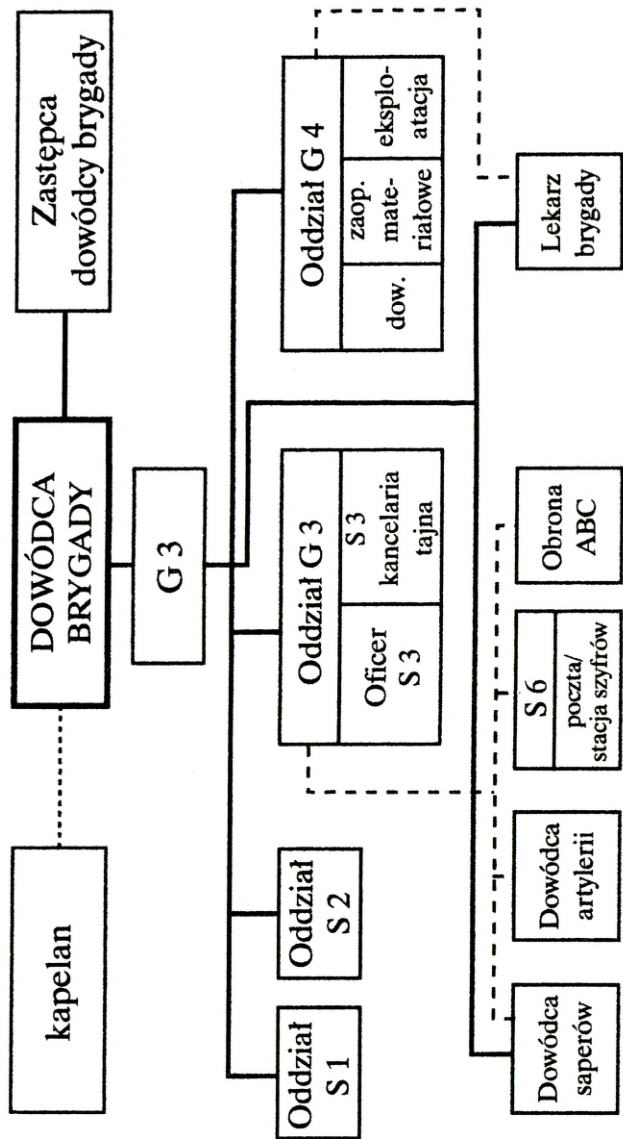 kapelan
DOWÓDCA
BRYGADY
Zastępca
dowódcy brygady
G 3
Oddział
S 1
Oddział
S 2
Oddział G 3
Oficer
S 3
S 3
kancelaria
tajna
Oddział G 4
dow.
zaop.
mate-
riałowe
eksplo-
atacja
Dowódca
saperów
Dowódca
artylerii
S 6
poczta/
stacja szyfrów
Obrona
ABC
Lekarz
brygady